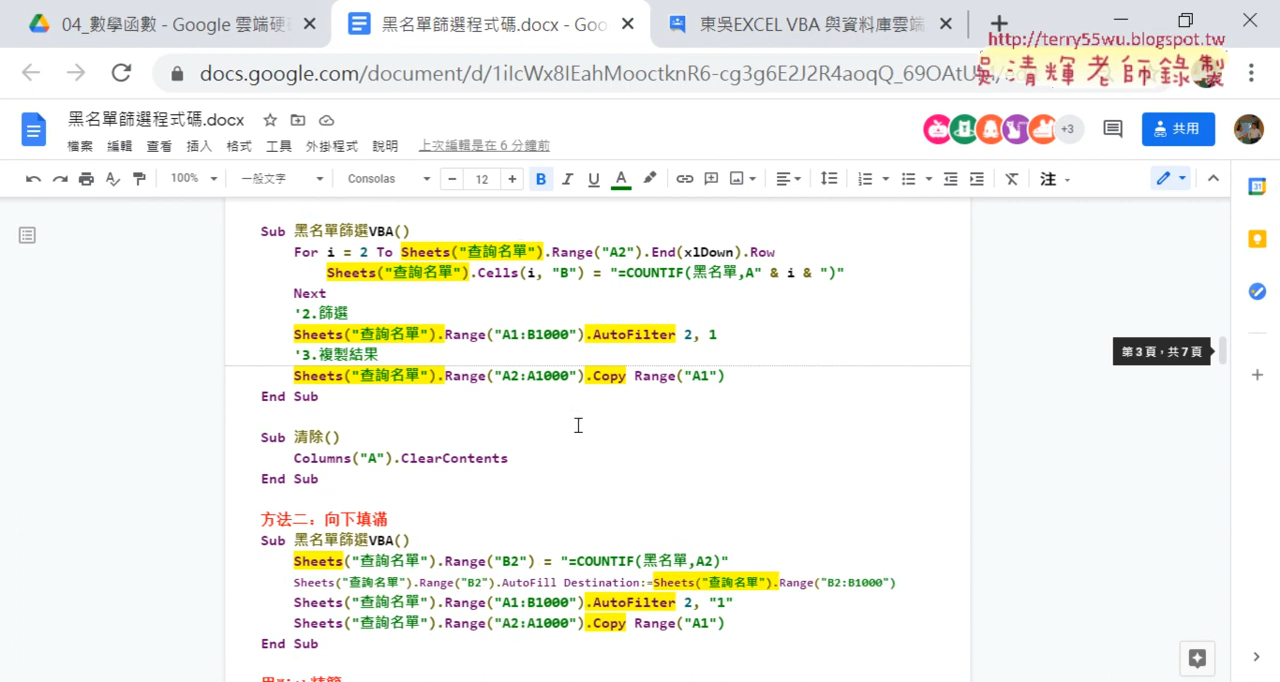 04_數學函數 - Google 雲端硬
黑名單篩選程式碼.docx - Goo
東吳EXCEL VBA 與資料庫雲端
http://terry55wu.blogspot.tw
吳清輝老師錄製
docs.google.com/document/d/1ilcWx8lEahMooctknR6-cg3g6E2J2R4aoqQ_69OAtU
黑名單篩選程式碼.docx
檔案 編輯 查看 插入 格式 工具 外掛程式 說明 上次編輯是在 6 分鐘前
+3
共用
100% 一般文字 Consolas 12 B I U A 注
Sub 黑名單篩選VBA()
For i = 2 To Sheets("查詢名單").Range("A2").End(xlDown).Row
Sheets("查詢名單").Cells(i, "B") = "=COUNTIF(黑名單,A" & i & ")"
Next
'2.篩選
Sheets("查詢名單").Range("A1:B1000").AutoFilter 2, 1
'3.複製結果
第 3 頁，共 7 頁
Sheets("查詢名單").Range("A2:A1000").Copy Range("A1")
End Sub
Sub 清除()
Columns("A").ClearContents
End Sub
方法二：向下填滿
Sub 黑名單篩選VBA()
Sheets("查詢名單").Range("B2") = "=COUNTIF(黑名單,A2)"
Sheets("查詢名單").Range("B2").AutoFill Destination:=Sheets("查詢名單").Range("B2:B1000")
Sheets("查詢名單").Range("A1:B1000").AutoFilter 2, "1"
Sheets("查詢名單").Range("A2:A1000").Copy Range("A1")
End Sub